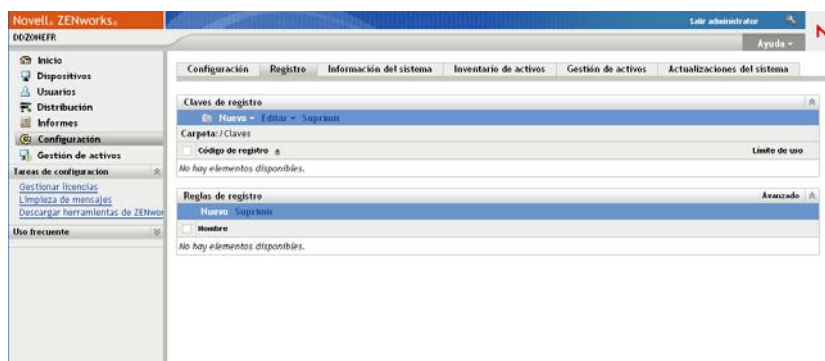 Novell® ZENworks®
Salir administrator
DDZONEFR
Ayuda
Inicio
Dispositivos
Usuarios
Distribución
Informes
Configuración
Gestión de activos
Tareas de configuración
Gestionar licencias
Limpieza de mensajes
Descargar herramientas de ZENwor
Uso frecuente
Configuración Registro Información del sistema Inventario de activos Gestión de activos Actualizaciones del sistema
Claves de registro
Nuevo Editar Suprimir
Carpeta: /Claves
Código de registro Límite de uso
No hay elementos disponibles.
Reglas de registro Avanzado
Nuevo Suprimir
Nombre
No hay elementos disponibles.